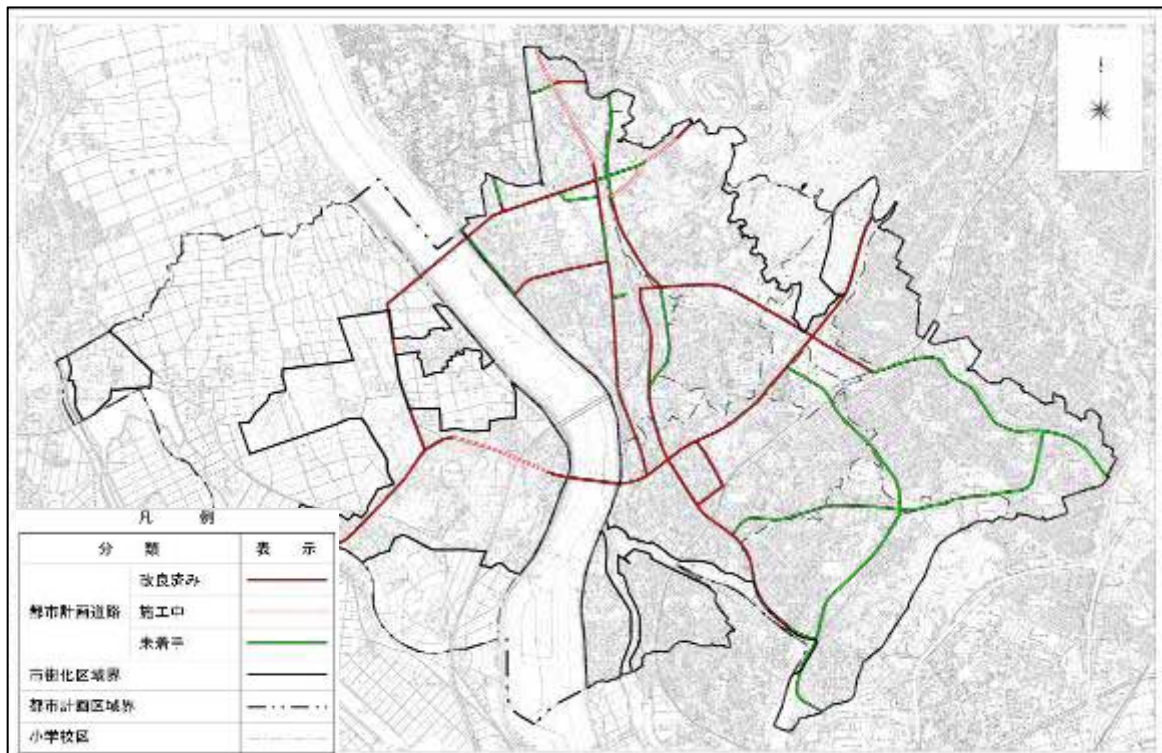 凡 例
分 類 表 示
改良済み
都市計画道路 施工中
未着手
市街化区域界
都市計画区域界
小学校区